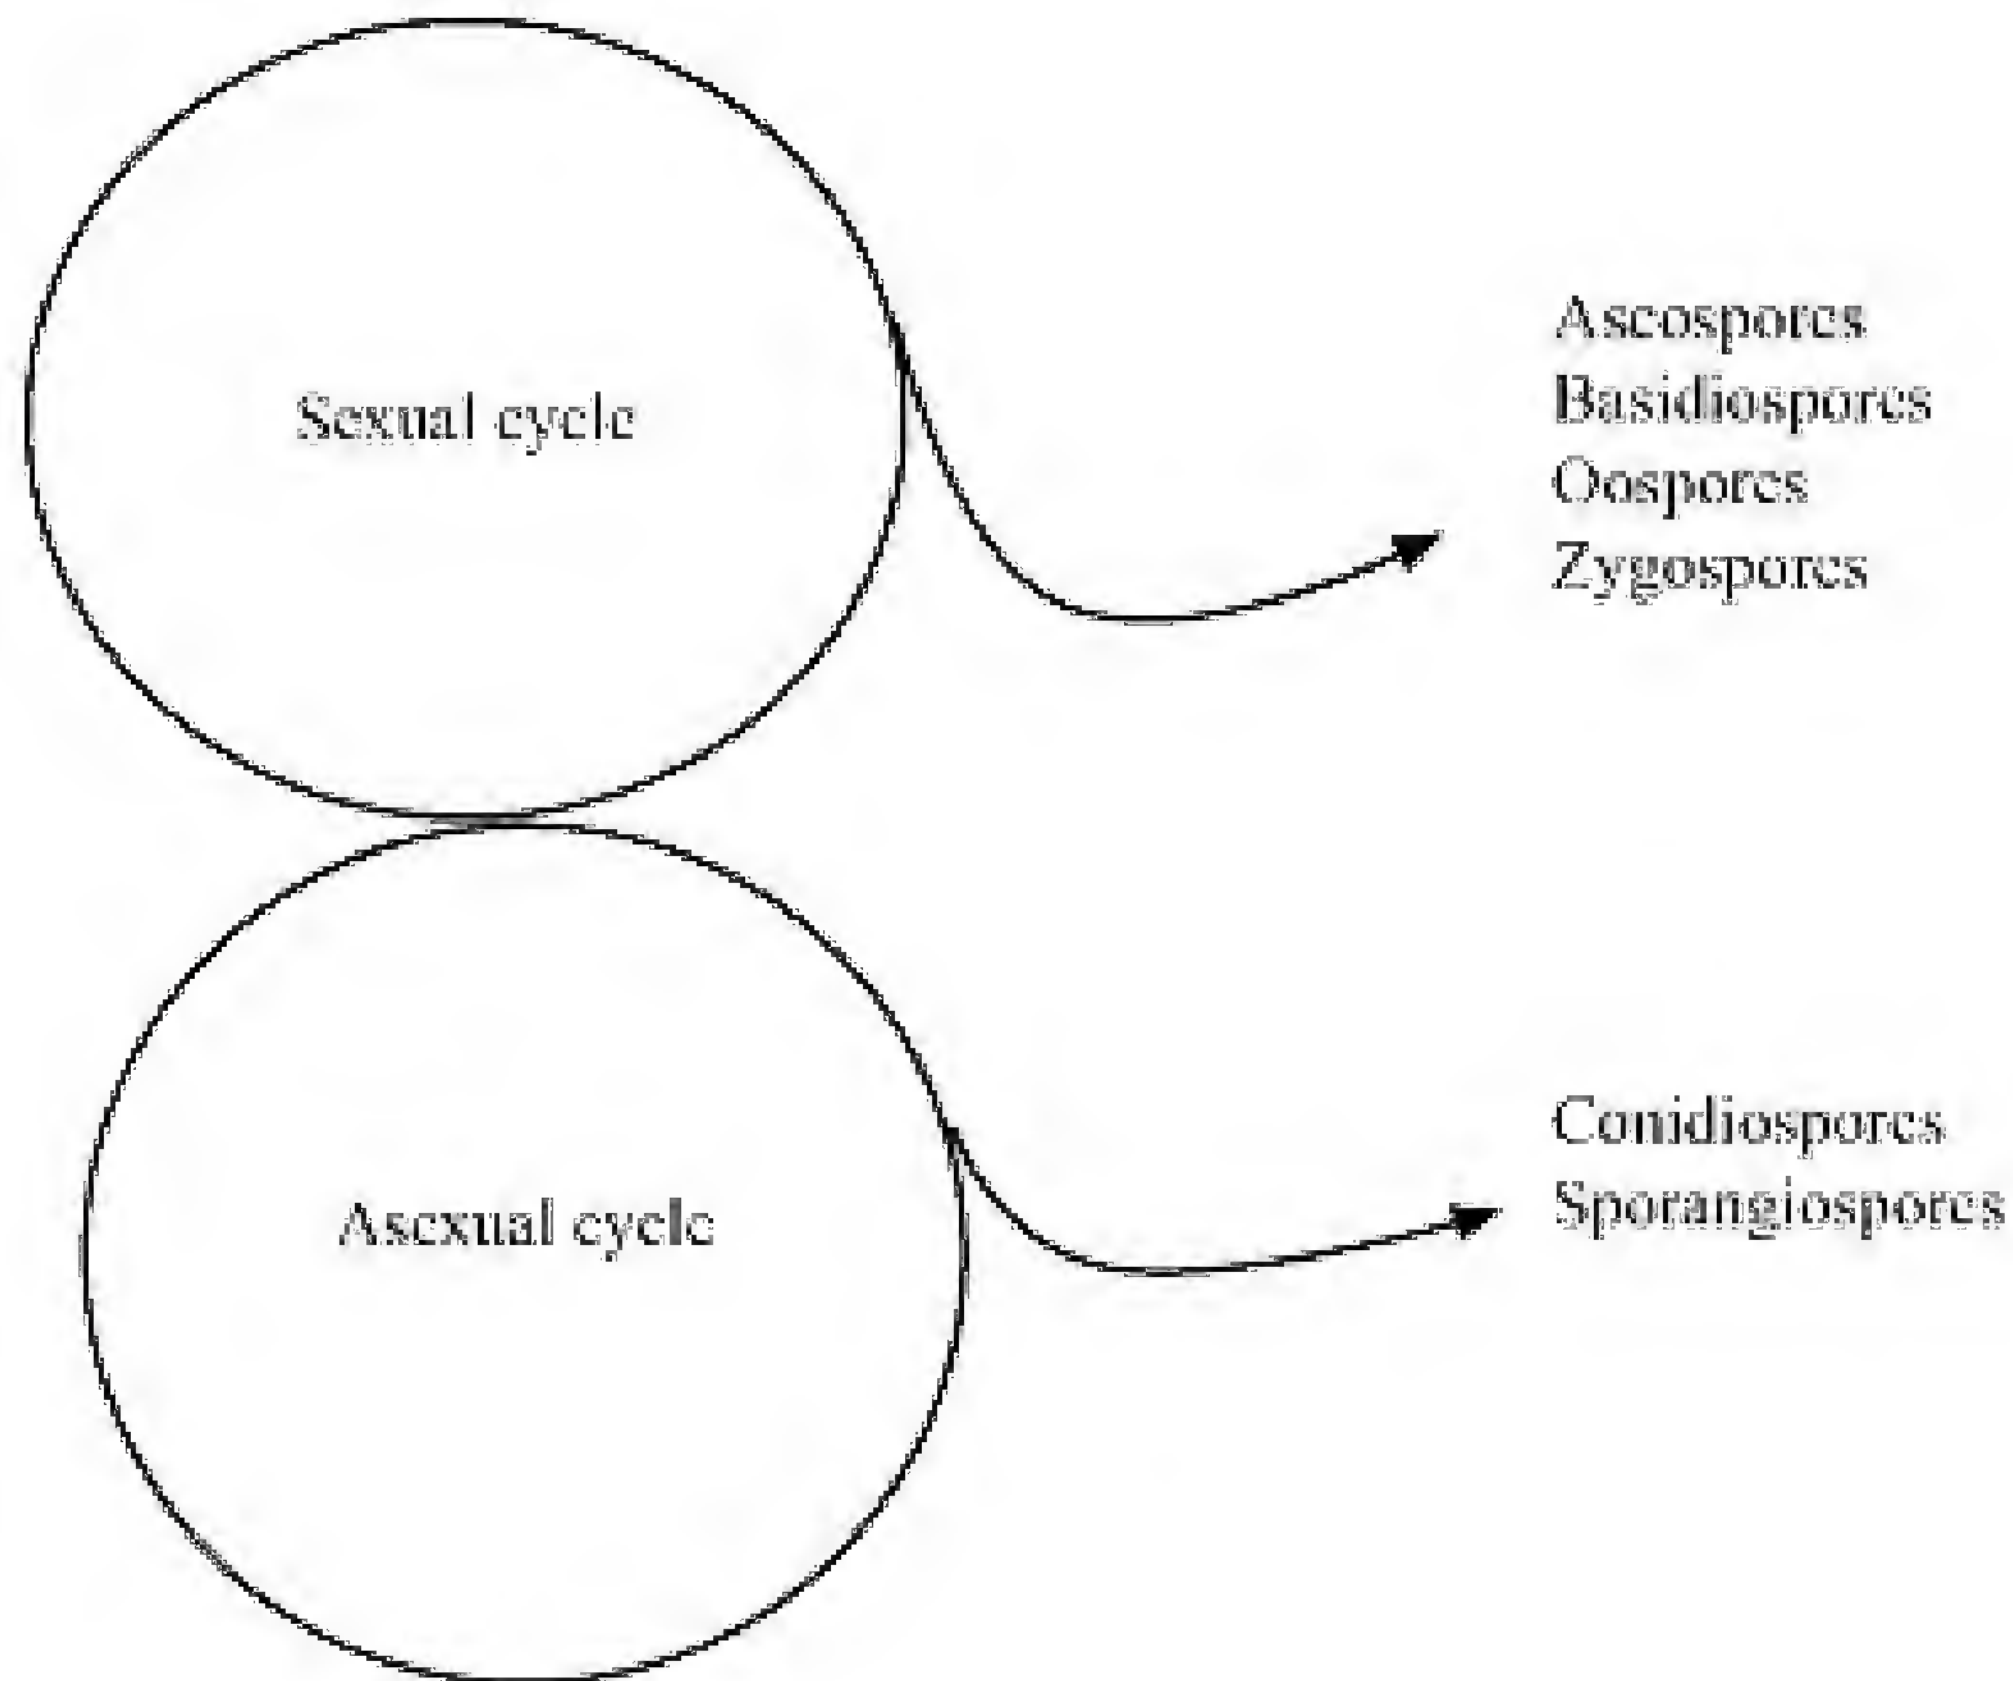 Sexual cycle
Ascospores
Basidiospores
Oospores
Zygospores
Asexual cycle
Conidiospores
Sporangiospores